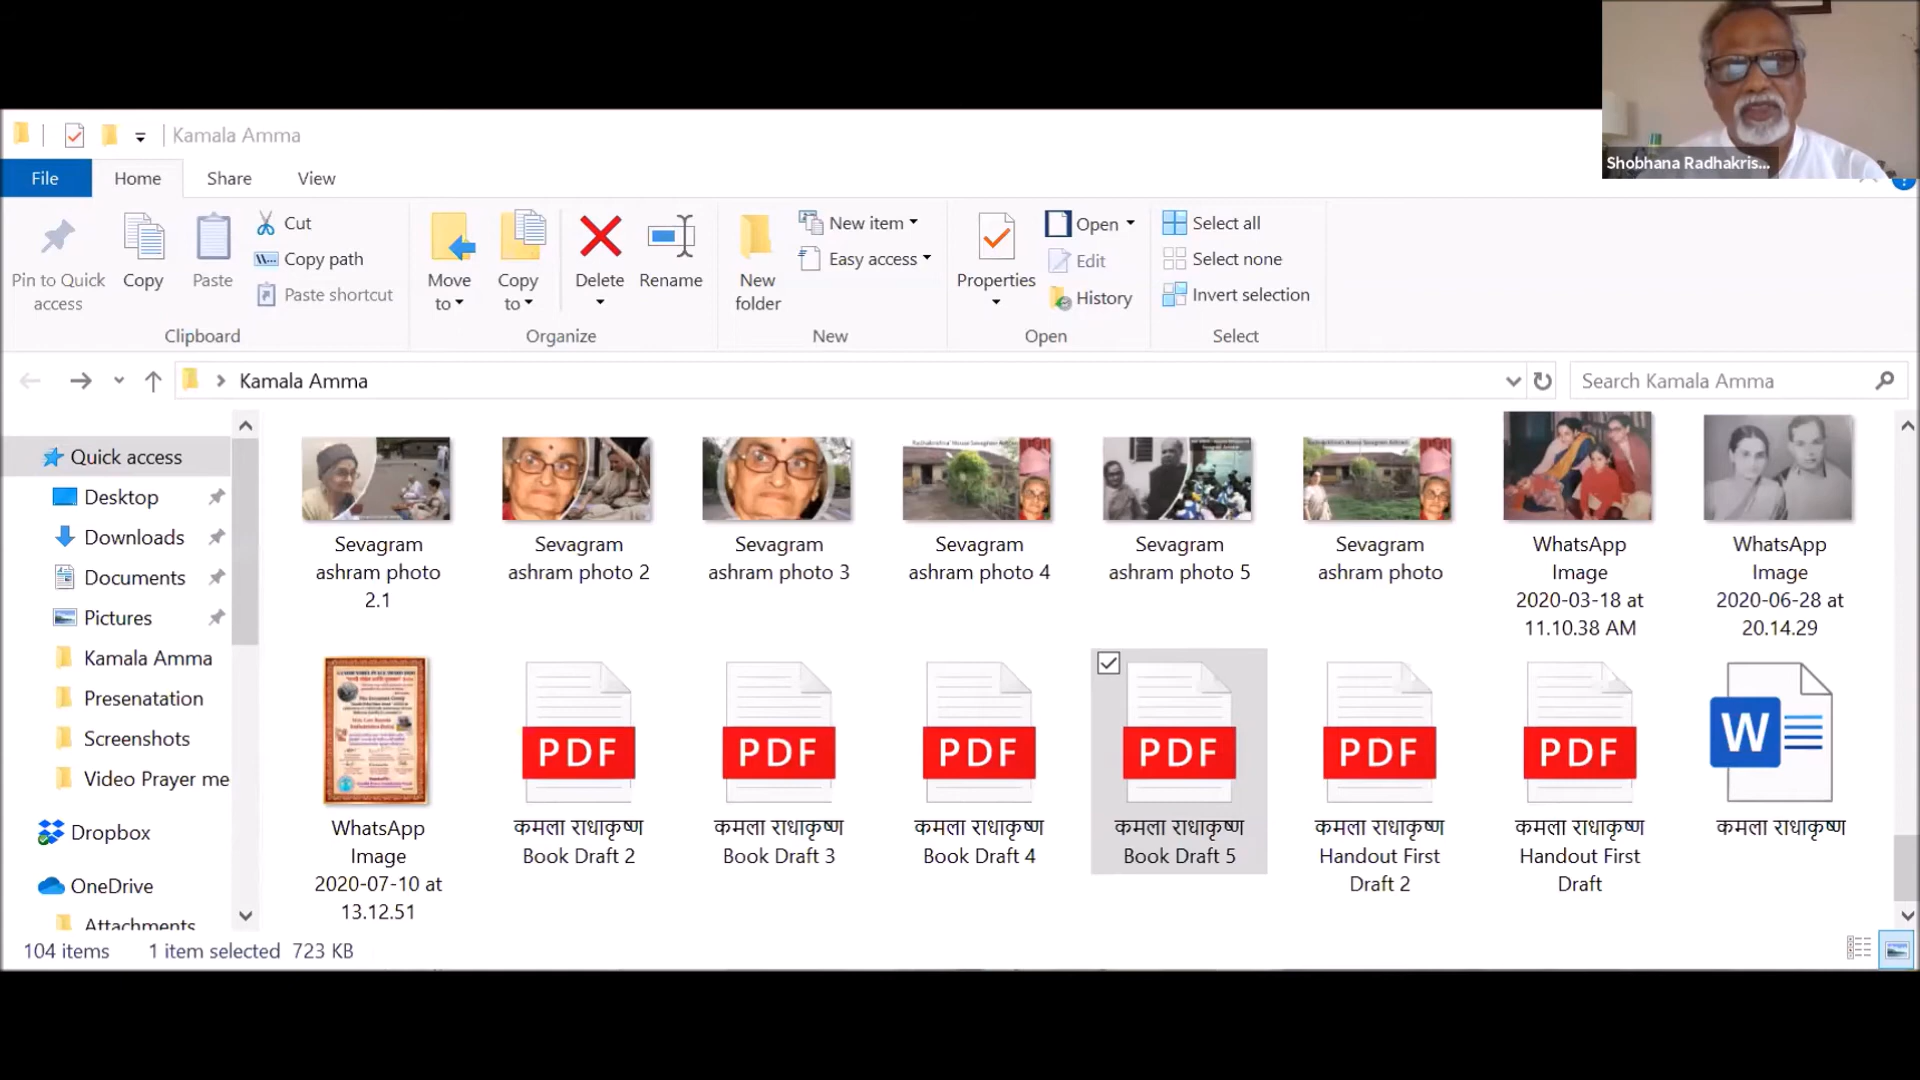 Shobhana Radhakris...
Kamala Amma
File
Home
Share
View
Pin to Quick
access
Copy
Paste
Cut
Copy path
Paste shortcut
Clipboard
Move
to
Copy
to
Delete
Rename
Organize
New
folder
New item
Easy access
New
Properties
Open
Edit
History
Open
Select all
Select none
Invert selection
Select
Kamala Amma
Search Kamala Amma
Quick access
Desktop
Downloads
Documents
Pictures
Kamala Amma
Presenatation
Screenshots
Video Prayer me
Dropbox
OneDrive
Attachments
Sevagram
ashram photo
2.1
Sevagram
ashram photo 2
Sevagram
ashram photo 3
Sevagram
ashram photo 4
Sevagram
ashram photo 5
Sevagram
ashram photo
WhatsApp
Image
2020-03-18 at
11.10.38 AM
WhatsApp
Image
2020-06-28 at
20.14.29
WhatsApp
Image
2020-07-10 at
13.12.51
PDF
कमला राधाकृष्ण
Book Draft 2
PDF
कमला राधाकृष्ण
Book Draft 3
PDF
कमला राधाकृष्ण
Book Draft 4
PDF
कमला राधाकृष्ण
Book Draft 5
PDF
कमला राधाकृष्ण
Handout First
Draft 2
PDF
कमला राधाकृष्ण
Handout First
Draft
W
कमला राधाकृष्ण
104 items
1 item selected 723 KB